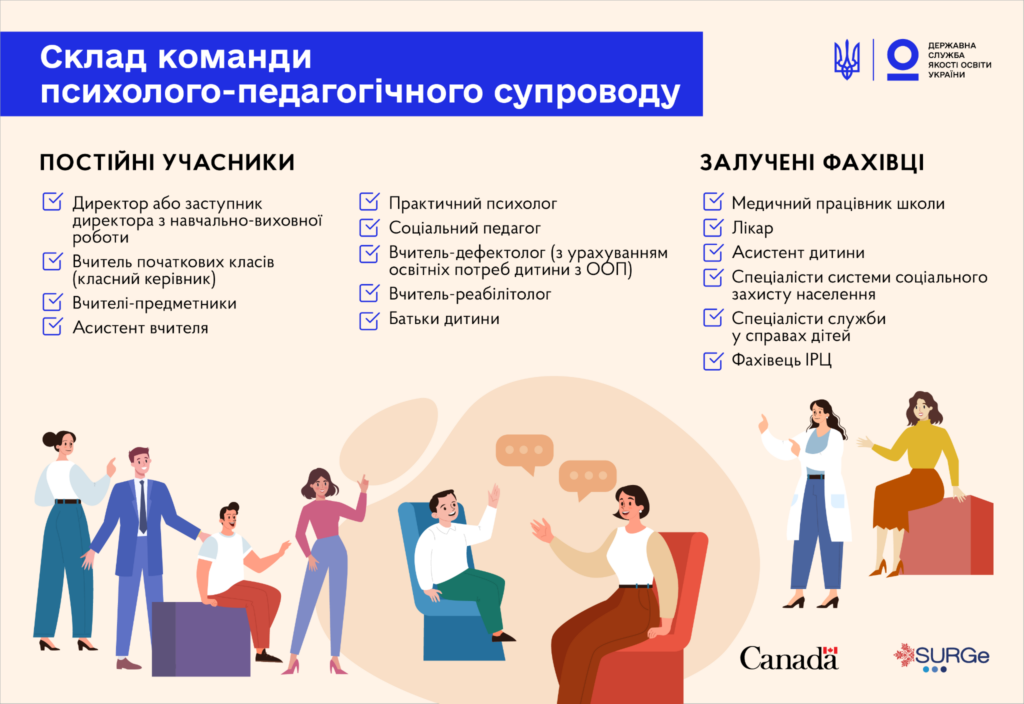 Склад команди
психолого-педагогічного супроводу
ДЕРЖАВНА
СЛУЖБА
ЯКОСТІ ОСВІТИ
УКРАЇНИ
ПОСТІЙНІ УЧАСНИКИ
Директор або заступник
директора з навчально-виховної
роботи
Вчитель початкових класів
(класний керівник)
Вчителі-предметники
Асистент вчителя
Практичний психолог
Соціальний педагог
Вчитель-дефектолог (з урахуванням
освітніх потреб дитини з ООП)
Вчитель-реабілітолог
Батьки дитини
ЗАЛУЧЕНІ ФАХІВЦІ
Медичний працівник школи
Лікар
Асистент дитини
Спеціалісти системи соціального
захисту населення
Спеціалісти служби
у справах дітей
Фахівець ІРЦ
Canada
SURGe